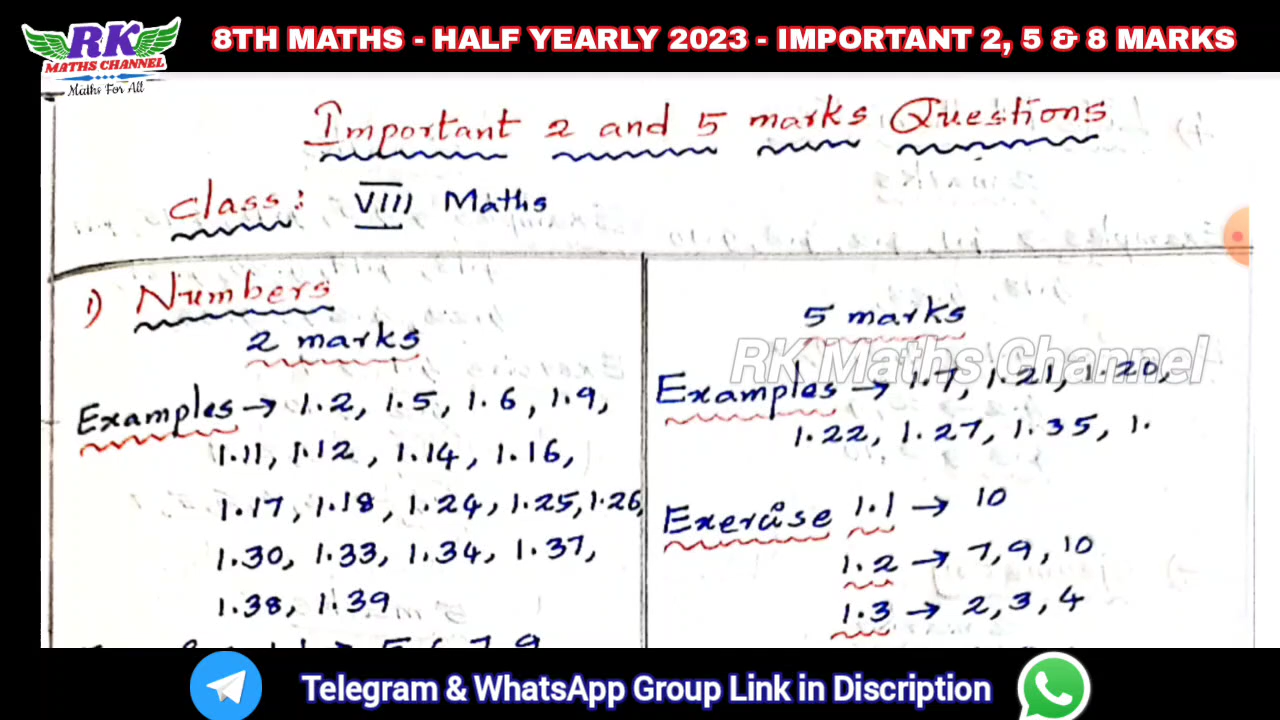 RK
MATHS CHANNEL
Maths For All
8TH MATHS - HALF YEARLY 2023 - IMPORTANT 2, 5 & 8 MARKS
Important 2 and 5 marks Questions
Class: VIII Maths
1) Numbers
2 marks
Examples → 1.2, 1.5, 1.6, 1.9,
1.11, 1.12, 1.14, 1.16,
1.17, 1.18, 1.24, 1.25, 1.26,
1.30, 1.33, 1.34, 1.37,
1.38, 1.39
5 marks
RK Maths Channel
Examples → 1.7, 1.21, 1.20,
1.22, 1.27, 1.35, 1.
Exercise 1.1 → 10
1.2 → 7, 9, 10
1.3 → 2, 3, 4
Telegram & WhatsApp Group Link in Discription